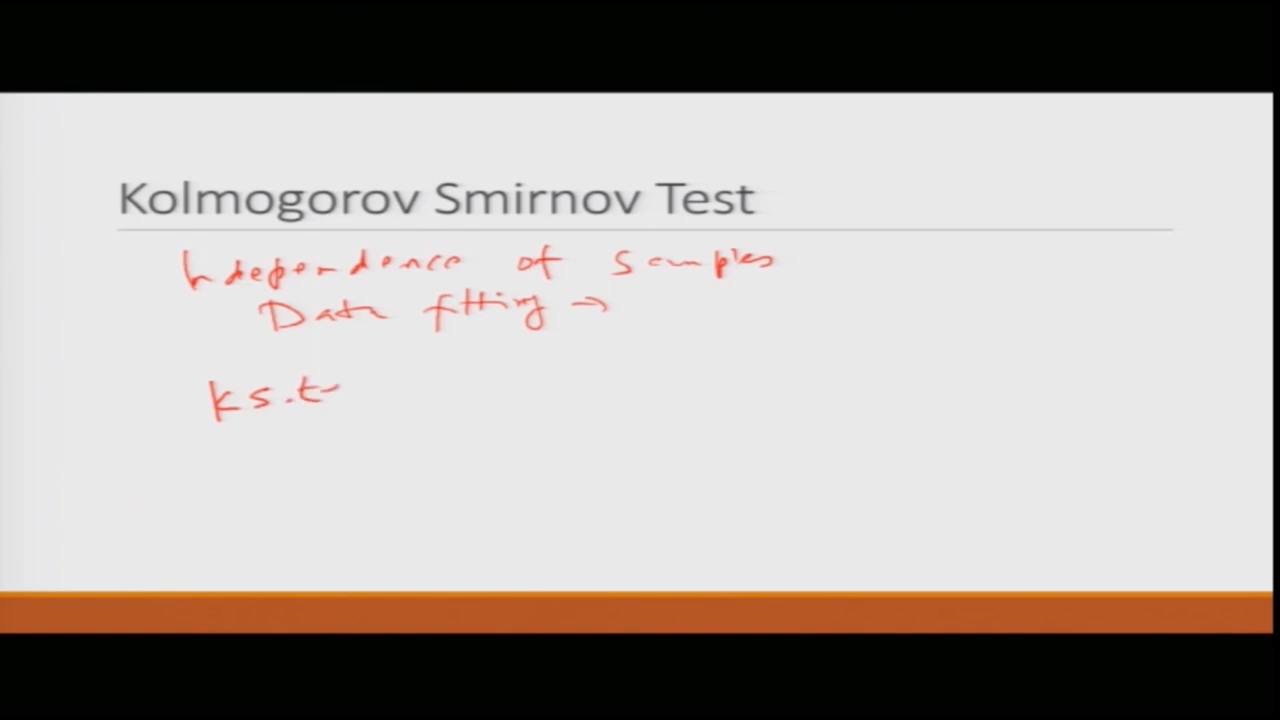 Kolmogorov Smirnov Test
Independence of samples
Data fitting →
ks.t